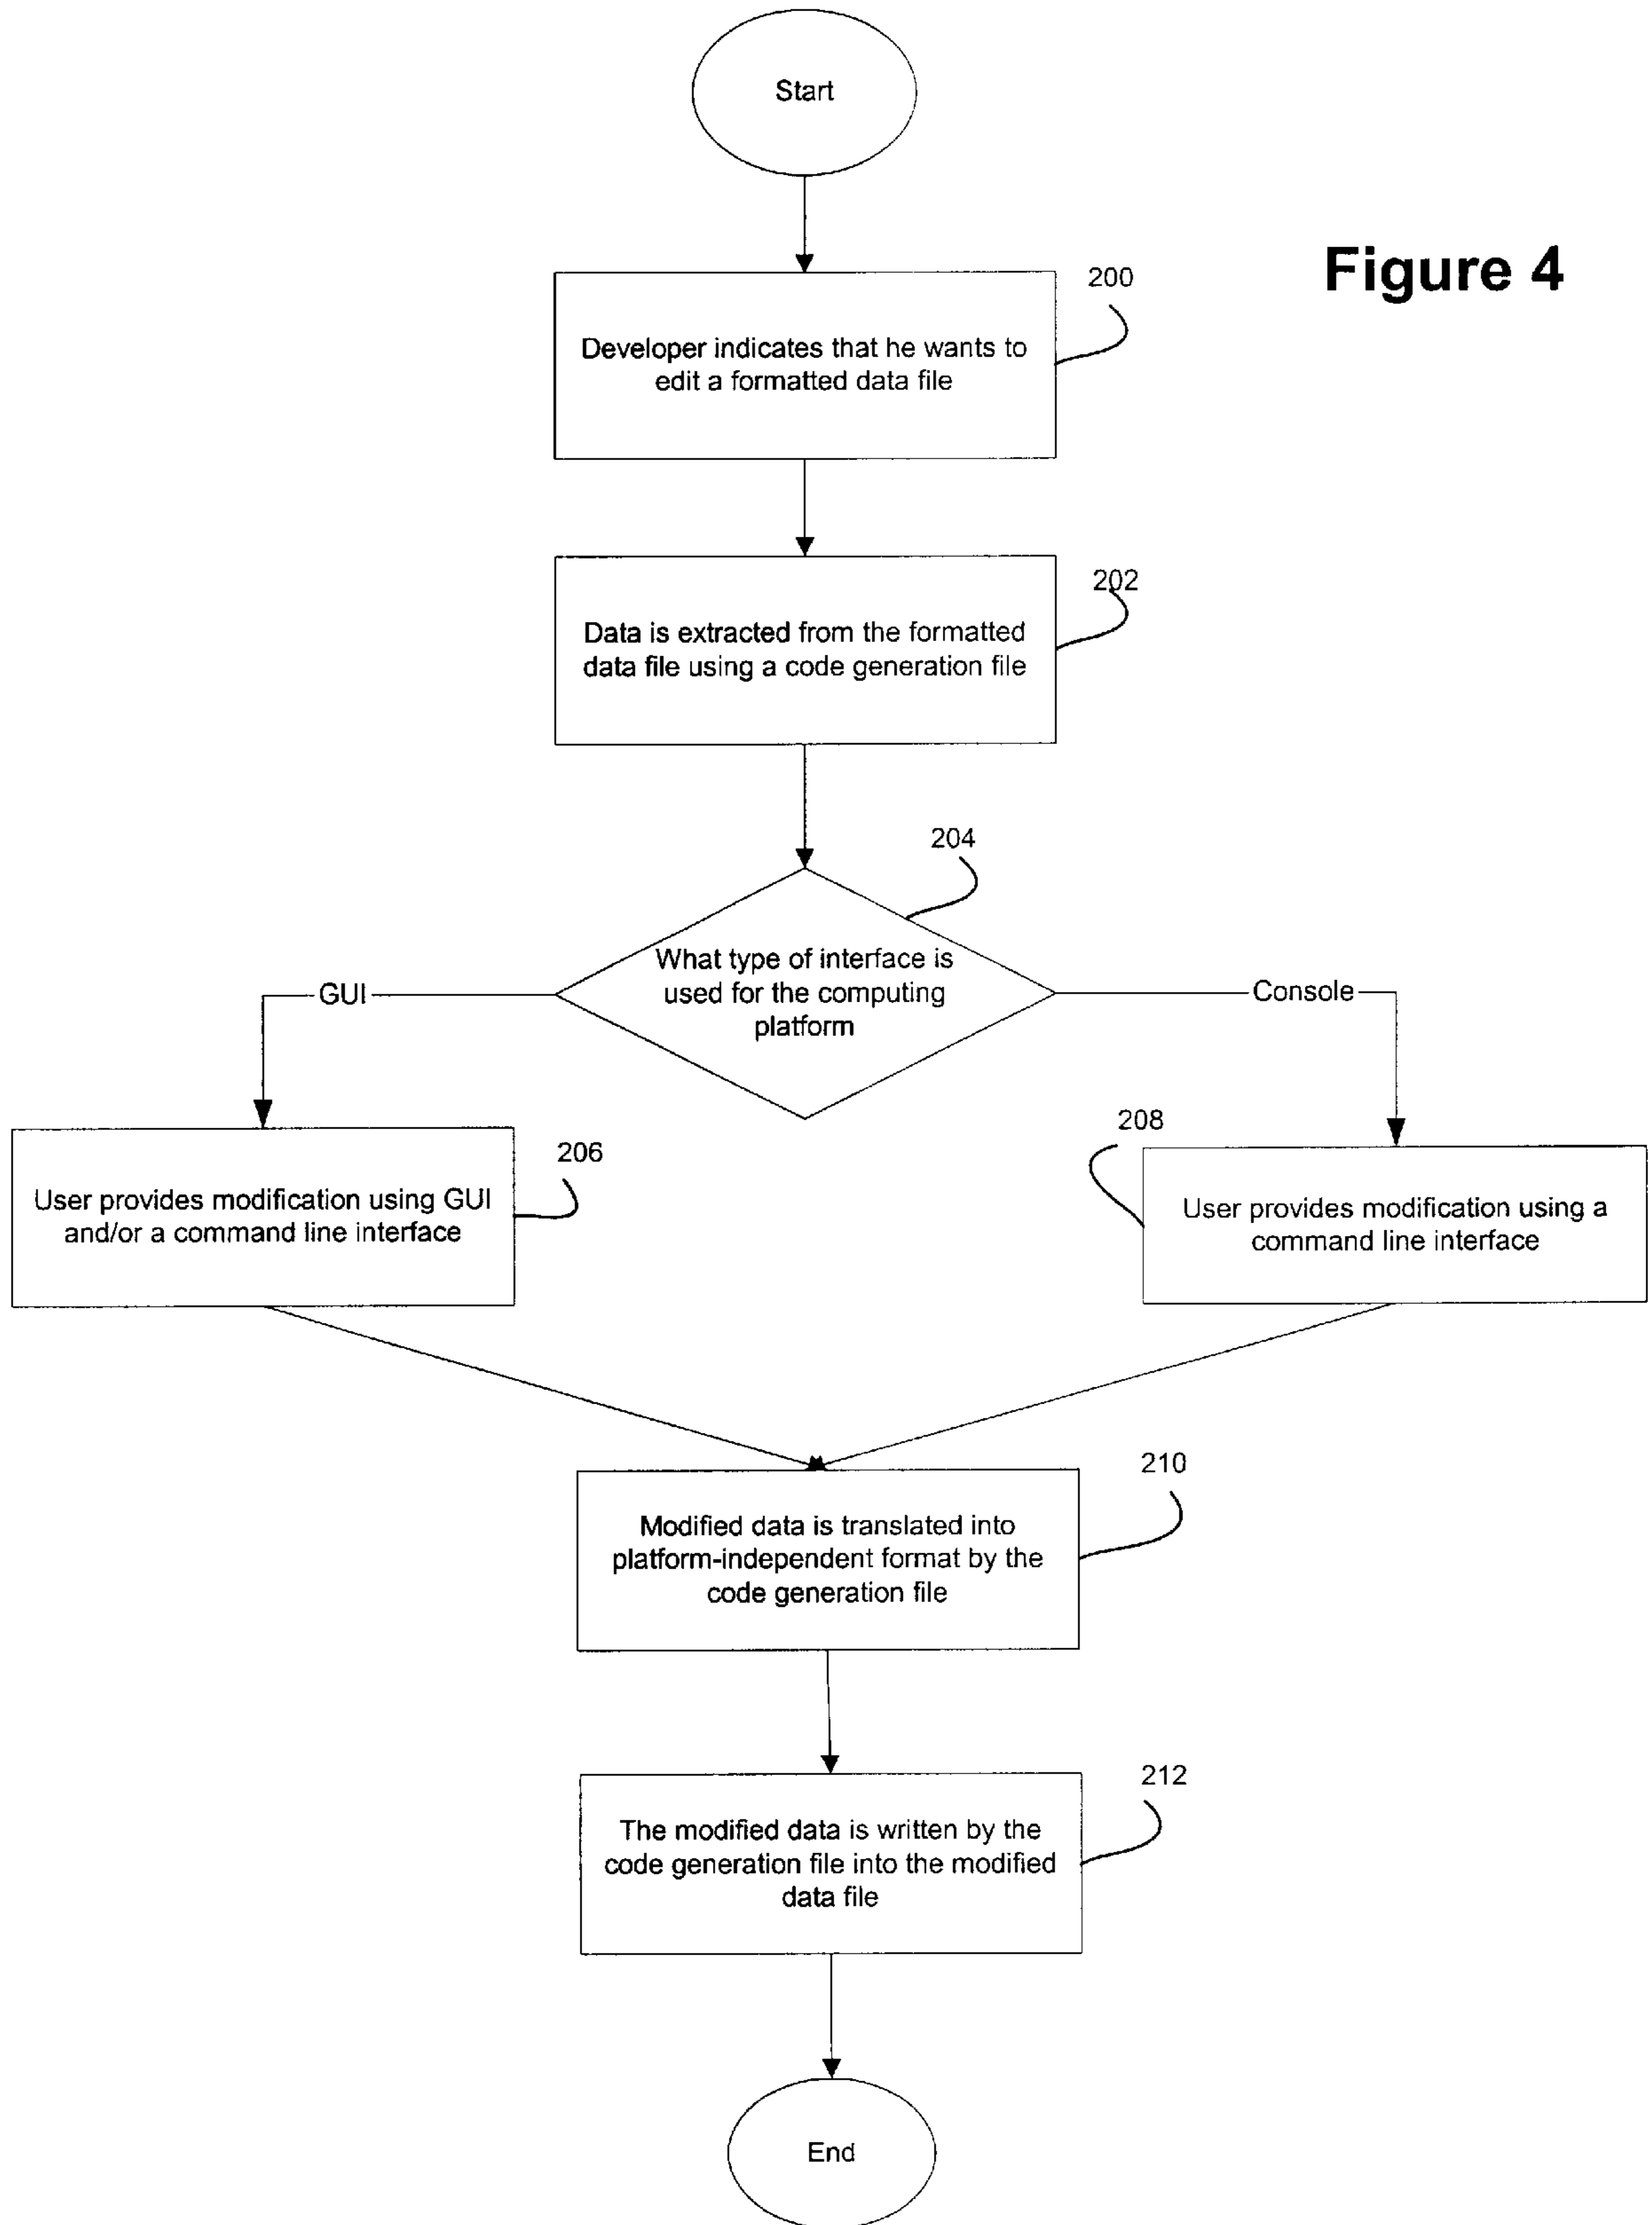 Start
Figure 4
200
Developer indicates that he wants to
edit a formatted data file
202
Data is extracted from the formatted
data file using a code generation file
204
What type of interface is
used for the computing
platform
GUI
Console
206
User provides modification using GUI
and/or a command line interface
208
User provides modification using a
command line interface
210
Modified data is translated into
platform-independent format by the
code generation file
212
The modified data is written by the
code generation file into the modified
data file
End